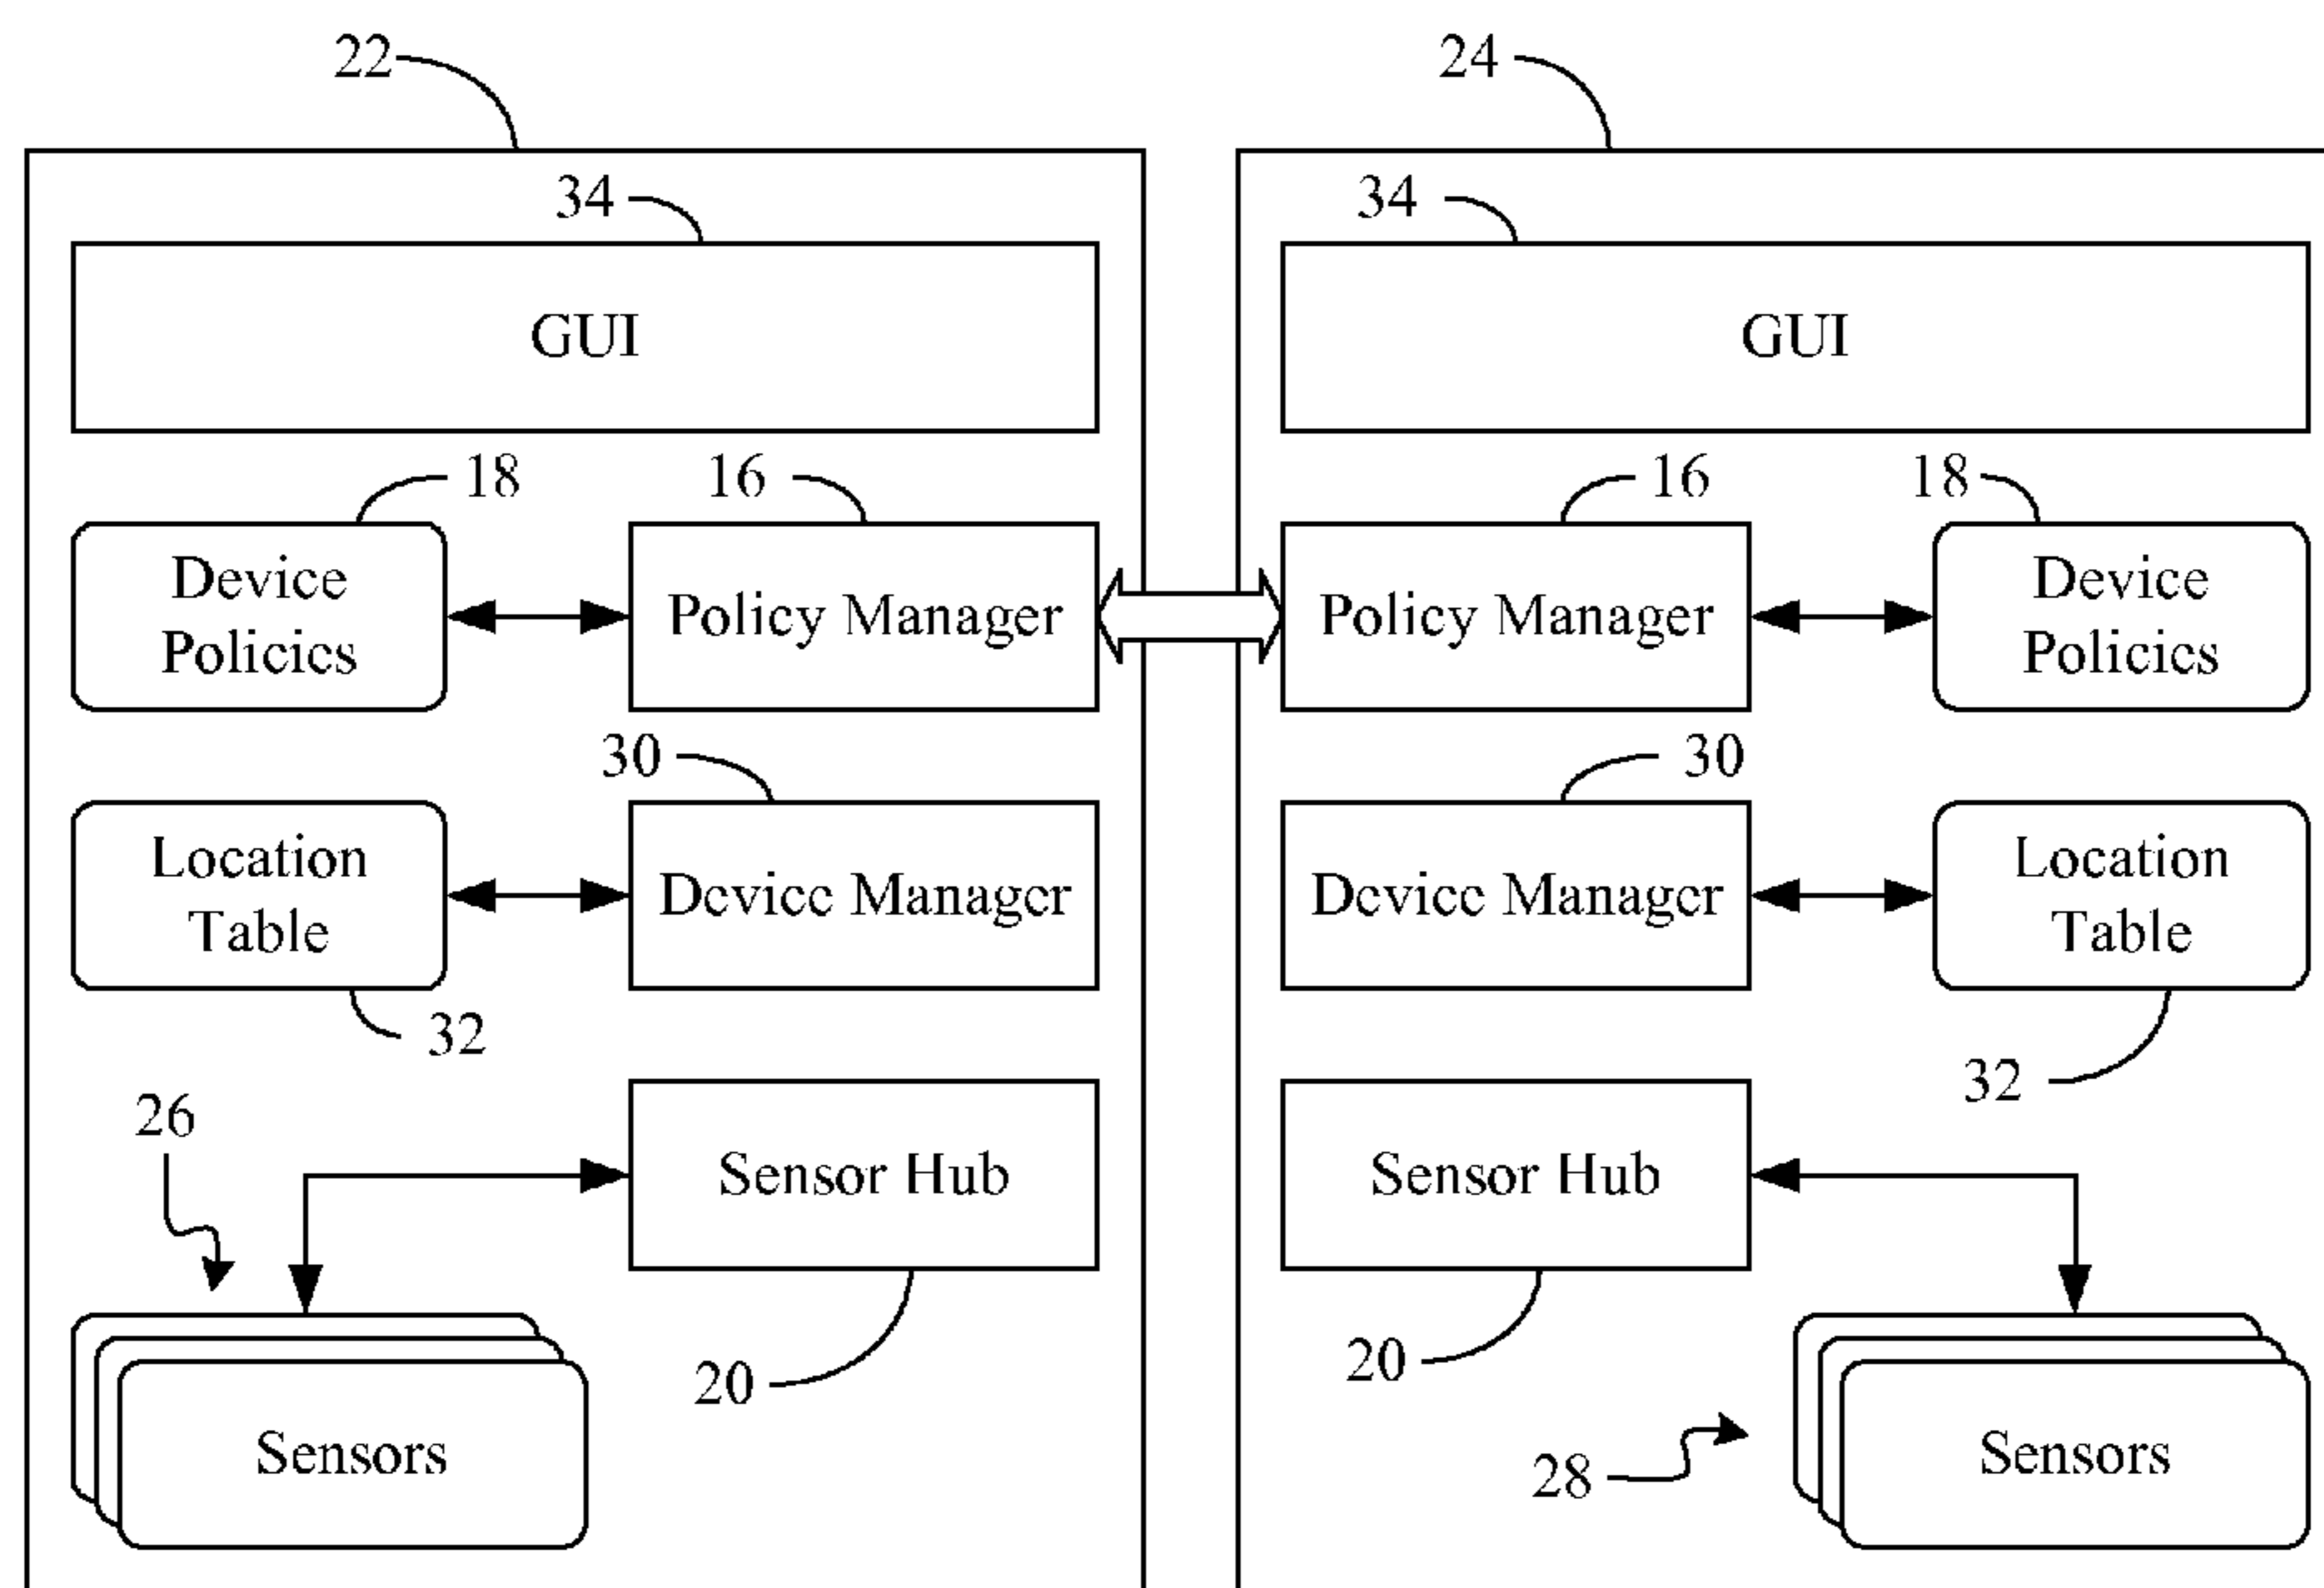 22
24
34
34
GUI
GUI
18
16
16
18
Device
Policies
Policy Manager
Policy Manager
Device
Policies
30
30
Location
Table
Device Manager
Device Manager
Location
Table
32
32
26
Sensor Hub
Sensor Hub
20
20
Sensors
28
Sensors